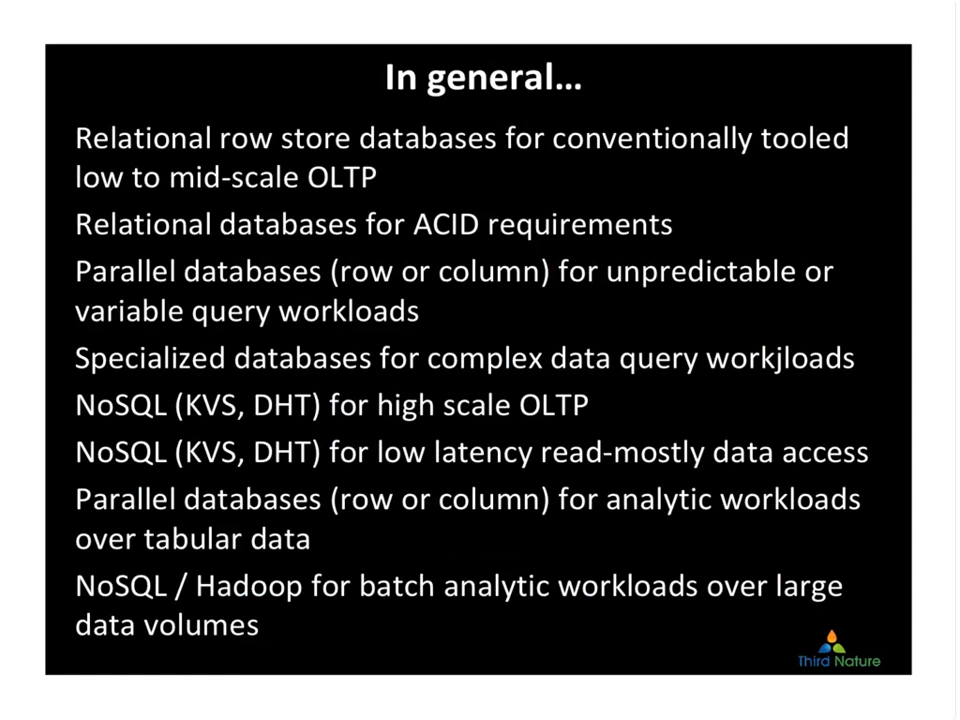 In general…
Relational row store databases for conventionally tooled
low to mid-scale OLTP
Relational databases for ACID requirements
Parallel databases (row or column) for unpredictable or
variable query workloads
Specialized databases for complex data query workjloads
NoSQL (KVS, DHT) for high scale OLTP
NoSQL (KVS, DHT) for low latency read-mostly data access
Parallel databases (row or column) for analytic workloads
over tabular data
NoSQL / Hadoop for batch analytic workloads over large
data volumes
Third Nature